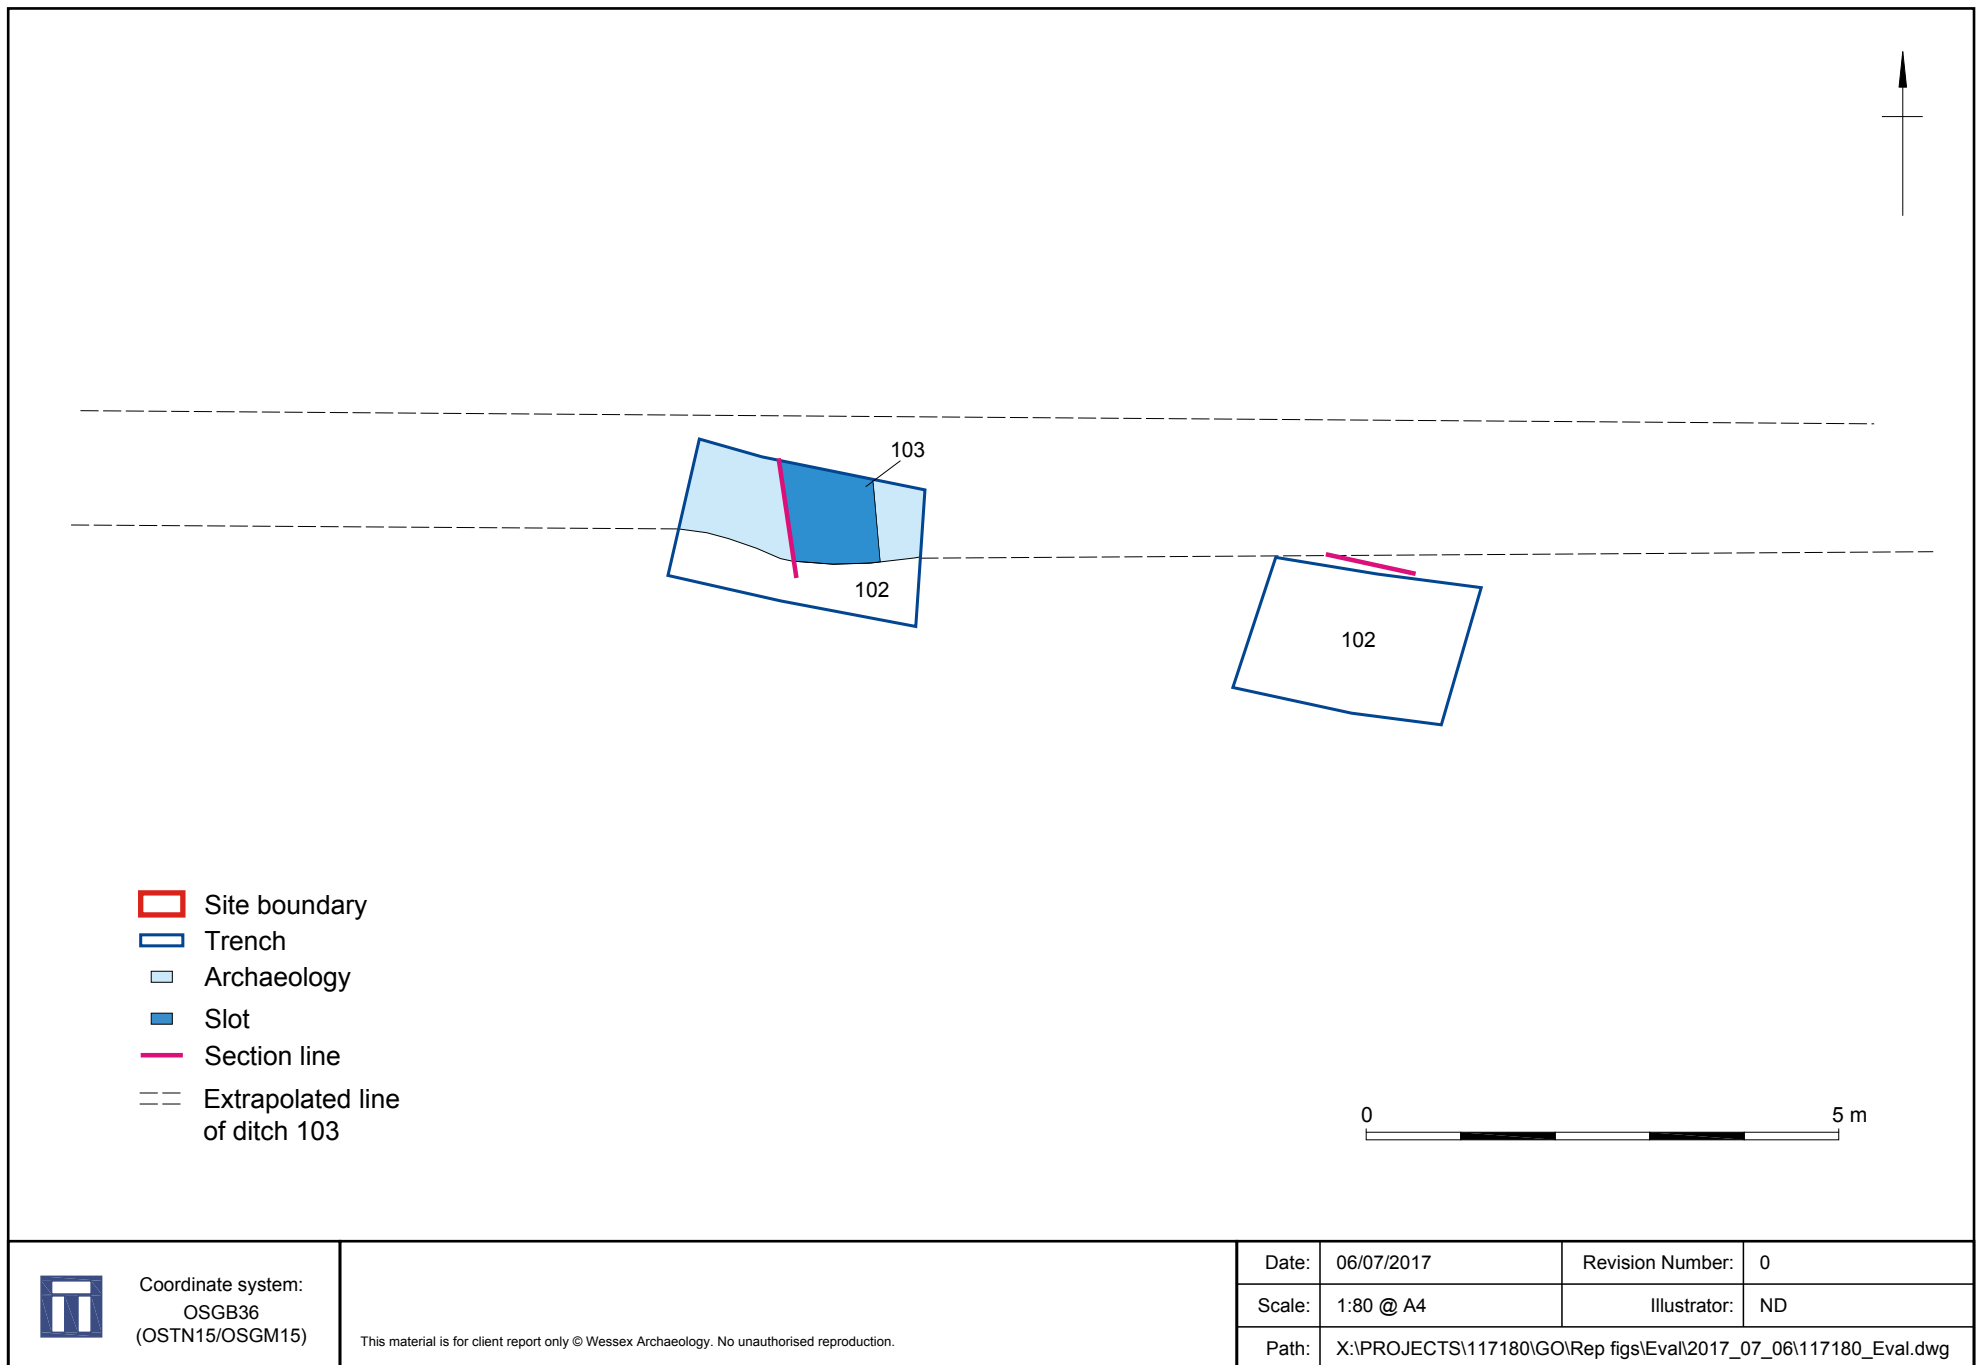 103
102
102
Site boundary
Trench
Archaeology
Slot
Section line
Extrapolated line
of ditch 103
0 5 m
Coordinate system:
OSGB36
(OSTN15/OSGM15)
This material is for client report only © Wessex Archaeology. No unauthorised reproduction.
Date: 06/07/2017 Revision Number: 0
Scale: 1:80 @ A4 Illustrator: ND
Path: X:\PROJECTS\117180\GO\Rep figs\Eval\2017_07_06\117180_Eval.dwg